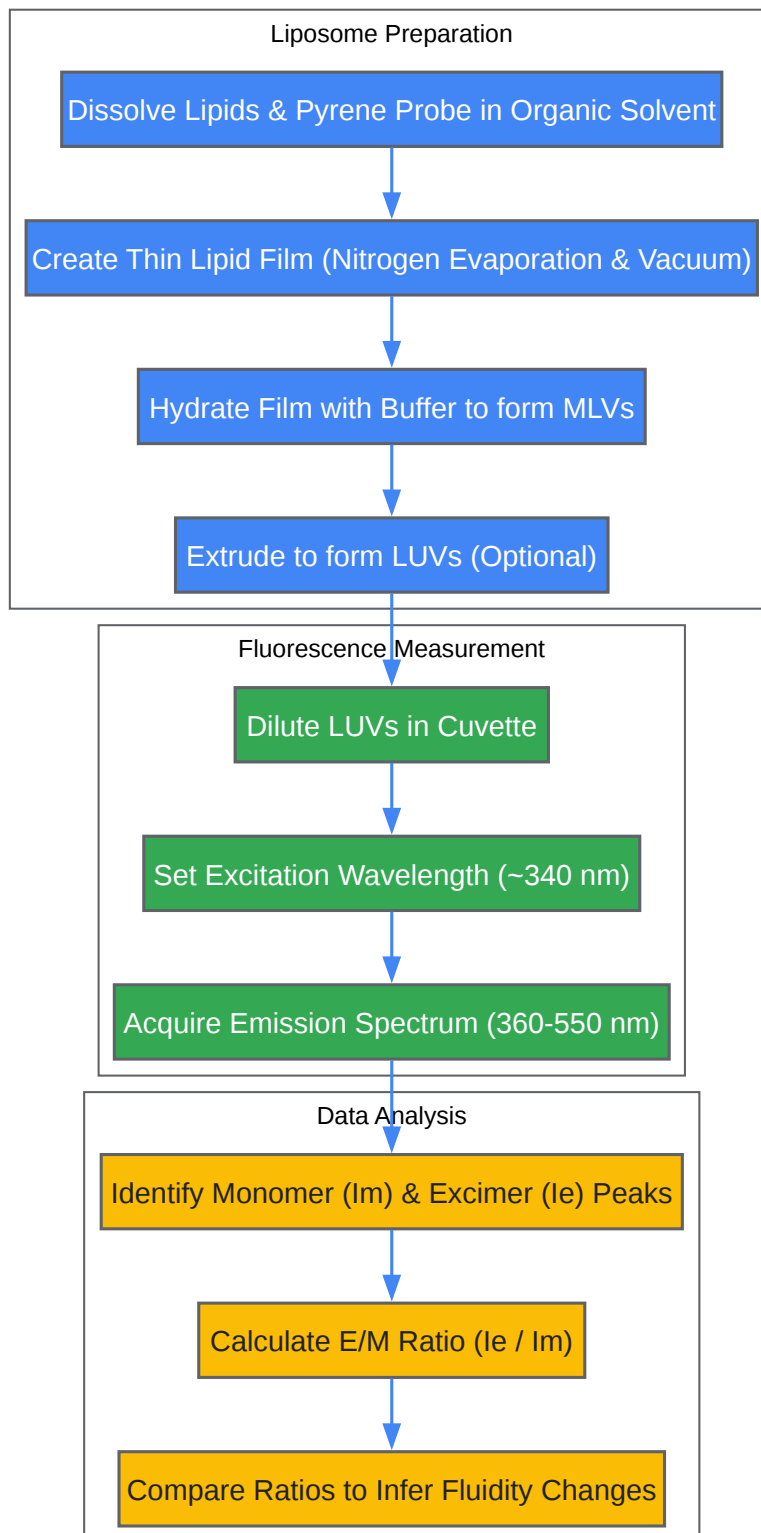 Liposome Preparation
Dissolve Lipids & Pyrene Probe in Organic Solvent
Create Thin Lipid Film (Nitrogen Evaporation & Vacuum)
Hydrate Film with Buffer to form MLVs
Extrude to form LUVs (Optional)
Fluorescence Measurement
Dilute LUVs in Cuvette
Set Excitation Wavelength (~340 nm)
Acquire Emission Spectrum (360-550 nm)
Data Analysis
Identify Monomer (Im) & Excimer (Ie) Peaks
Calculate E/M Ratio (Ie / Im)
Compare Ratios to Infer Fluidity Changes